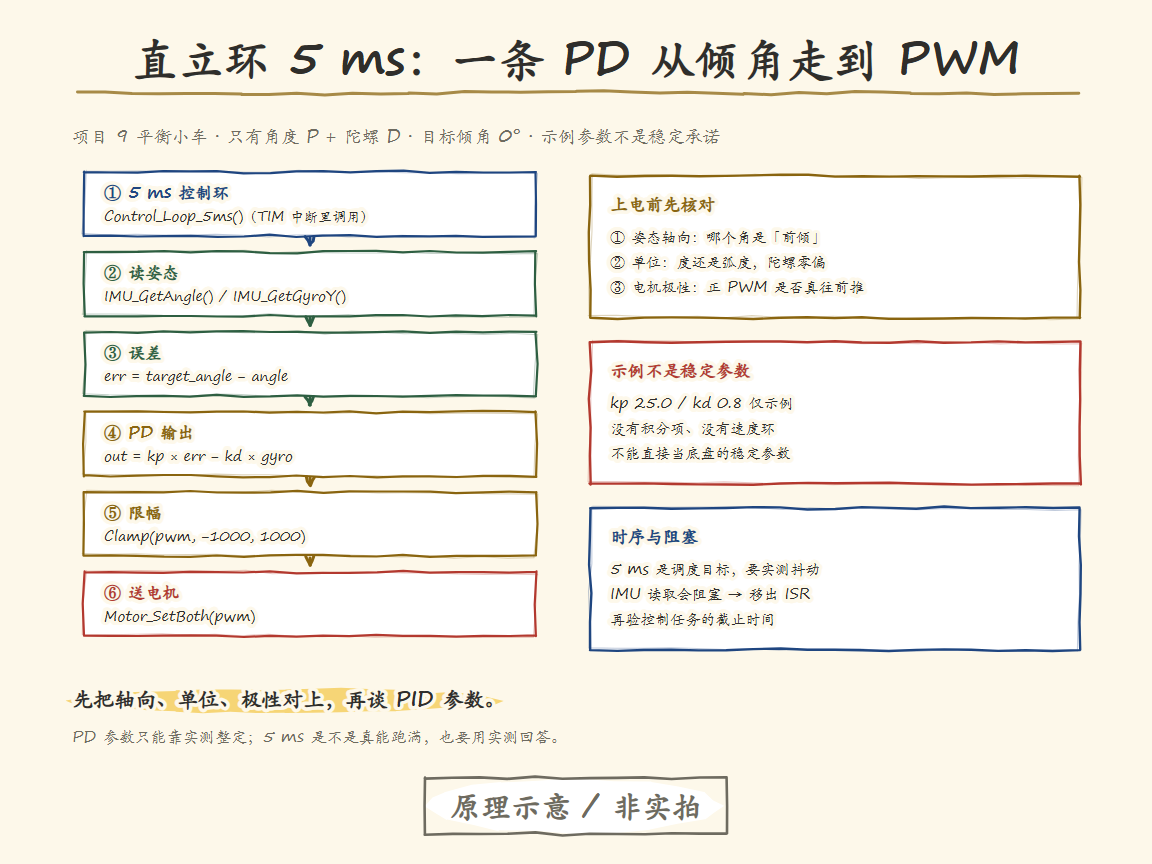 直立环 5 ms：一条 PD 从倾角走到 PWM
项目 9 平衡小车 · 只有角度 P + 陀螺 D · 目标倾角 0° · 示例参数不是稳定承诺
① 5 ms 控制环
Control_Loop_5ms()（TIM 中断里调用）
② 读姿态
IMU_GetAngle() / IMU_GetGyroY()
③ 误差
err = target_angle − angle
④ PD 输出
out = kp × err − kd × gyro
⑤ 限幅
Clamp(pwm, −1000, 1000)
⑥ 送电机
Motor_SetBoth(pwm)
上电前先核对
① 姿态轴向：哪个角是「前倾」
② 单位：度还是弧度，陀螺零偏
③ 电机极性：正 PWM 是否真往前推
示例不是稳定参数
kp 25.0 / kd 0.8 仅示例
没有积分项、没有速度环
不能直接当底盘的稳定参数
时序与阻塞
5 ms 是调度目标，要实测抖动
IMU 读取会阻塞 → 移出 ISR
再验控制任务的截止时间
先把轴向、单位、极性对上，再谈 PID 参数。
PD 参数只能靠实测整定；5 ms 是不是真能跑满，也要用实测回答。
原理示意 / 非实拍